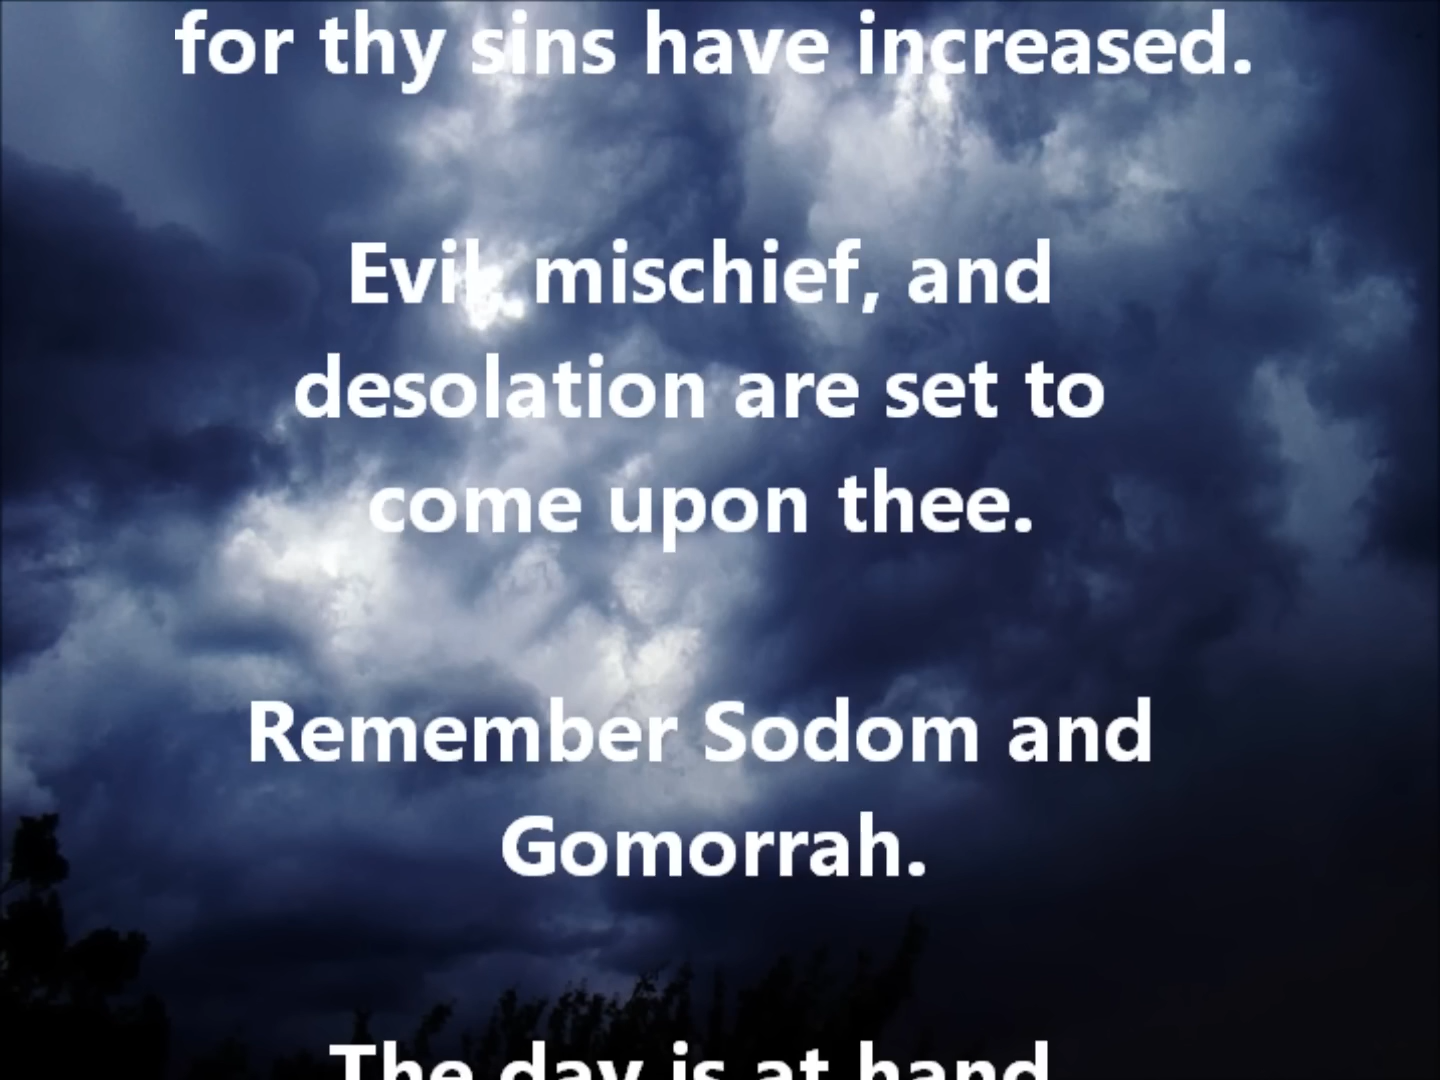 for thy sins have increased.
Evil, mischief, and
desolation are set to
come upon thee.
Remember Sodom and
Gomorrah.
The day is at hand